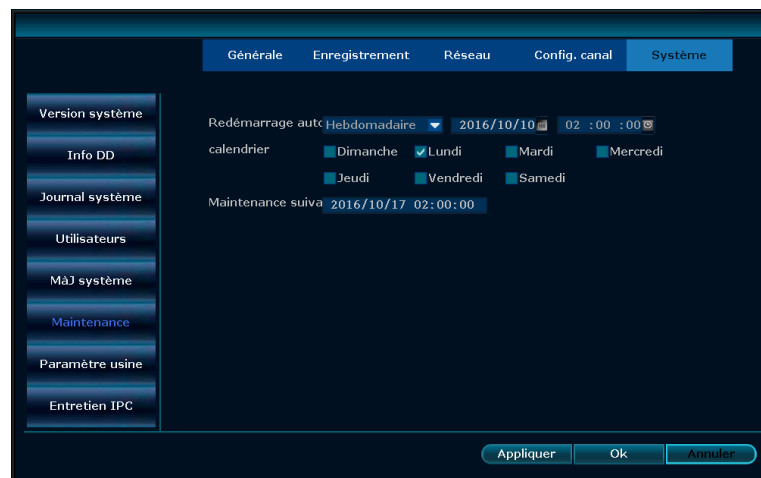 Générale Enregistrement Réseau Config. canal Système
Version système
Info DD
Journal système
Utilisateurs
MàJ système
Maintenance
Paramètre usine
Entretien IPC
Redémarrage auto Hebdomadaire 2016/10/10 02 :00 :00
calendrier Dimanche Lundi Mardi Mercredi
Jeudi Vendredi Samedi
Maintenance suiva 2016/10/17 02:00:00
Appliquer Ok Annuler